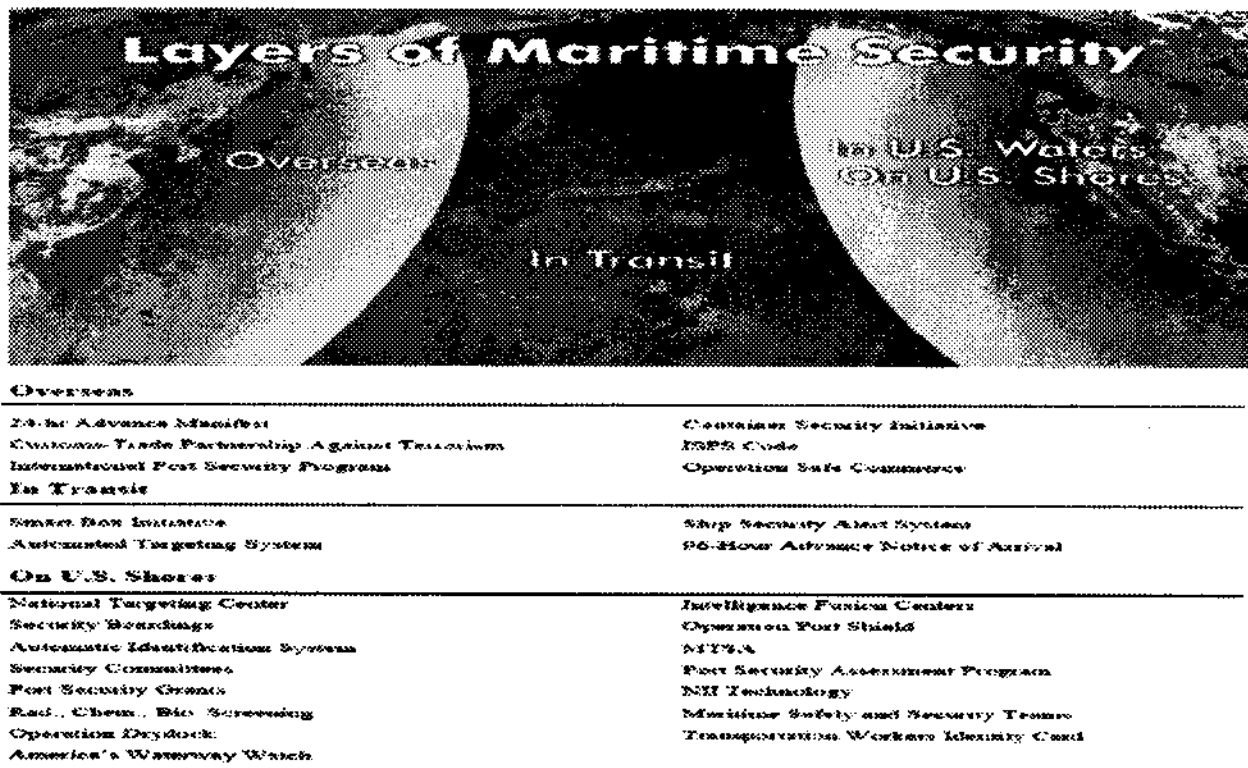 Layers of Maritime Security
Overseas
In U.S. Waters
On U.S. Shores
In Transit
Overseas
24-hr Advance Manifest
Container Security Initiative
Customs-Trade Partnership Against Terrorism
ISPS Code
International Port Security Program
Operation Safe Commerce
In Transit
Smart Box Initiative
Ship Security Alert System
Automated Targeting System
96-Hour Advance Notice of Arrival
On U.S. Shores
National Targeting Center
Intelligence Fusion Centers
Security Boardings
Operation Port Shield
Automatic Identification System
MTSA
Security Committees
Port Security Assessment Program
Port Security Grants
NII Technology
Rad., Chem., Bio. Screening
Maritime Safety and Security Teams
Operation Drydock
Transportation Workers Identity Card
America's Waterway Watch